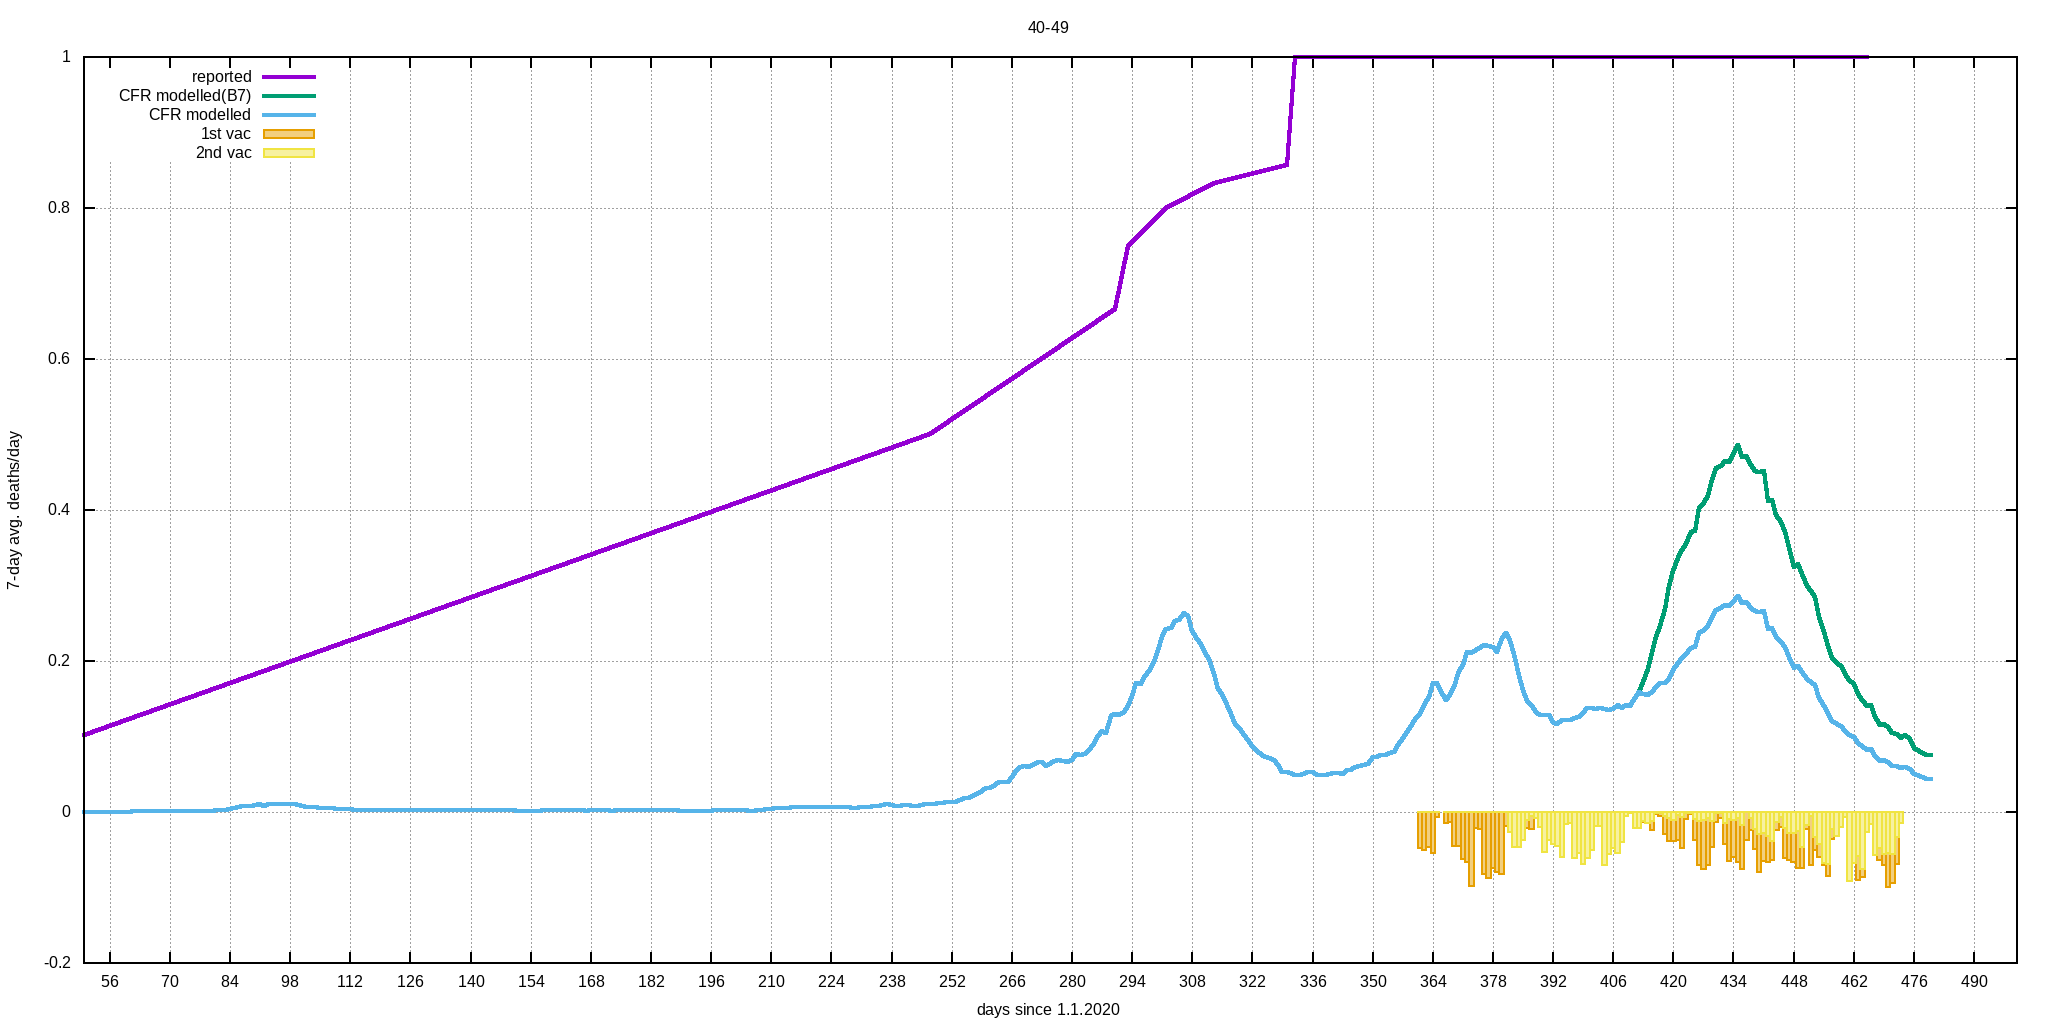 40-49
1
reported
CFR modelled(B7)
CFR modelled
1st vac
2nd vac
0.8
0.6
0.4
0.2
0
-0.2
7-day avg. deaths/day
56 70 84 98 112 126 140 154 168 182 196 210 224 238 252 266 280 294 308 322 336 350 364 378 392 406 420 434 448 462 476 490
days since 1.1.2020